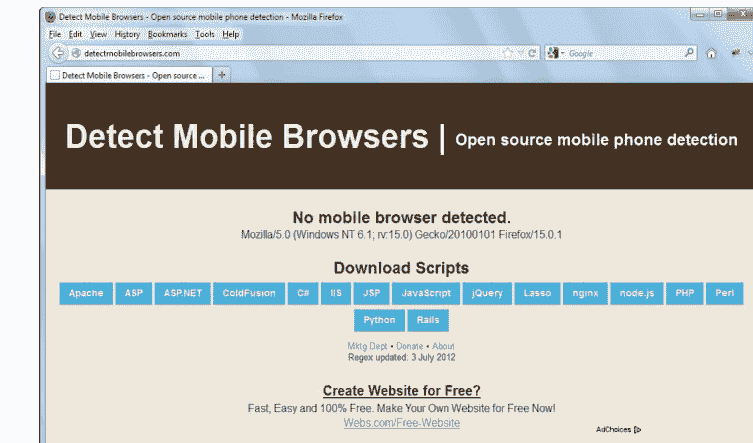 Detect Mobile Browsers - Open source mobile phone detection - Mozilla Firefox
File Edit View History Bookmarks Tools Help
detectmobilebrowsers.com
Google
Detect Mobile Browsers - Open source ...
Detect Mobile Browsers | Open source mobile phone detection
No mobile browser detected.
Mozilla/5.0 (Windows NT 6.1; rv:15.0) Gecko/20100101 Firefox/15.0.1
Download Scripts
Apache ASP ASP.NET ColdFusion C# IIS JSP JavaScript jQuery Lasso nginx node.js PHP Perl
Python Rails
Mktg Dept • Donate • About
Regex updated: 3 July 2012
Create Website for Free?
Fast, Easy and 100% Free. Make Your Own Website for Free Now!
Webs.com/Free-Website
AdChoices